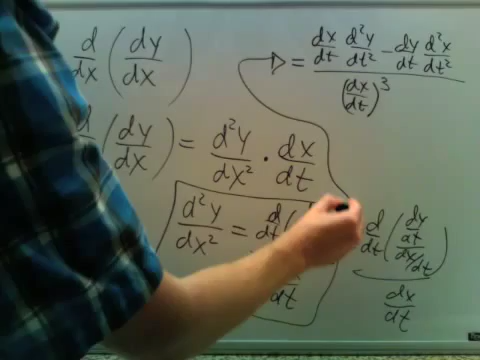 d/dx (dy/dx)
= (dx/dt d²y/dt² - dy/dt d²x/dt²) / (dx/dt)³
(dy/dx) = d²y/dx² · dx/dt
d²y/dx² = d/dt (
dt
d/dt ( dy/dt / dx/dt )
dx/dt